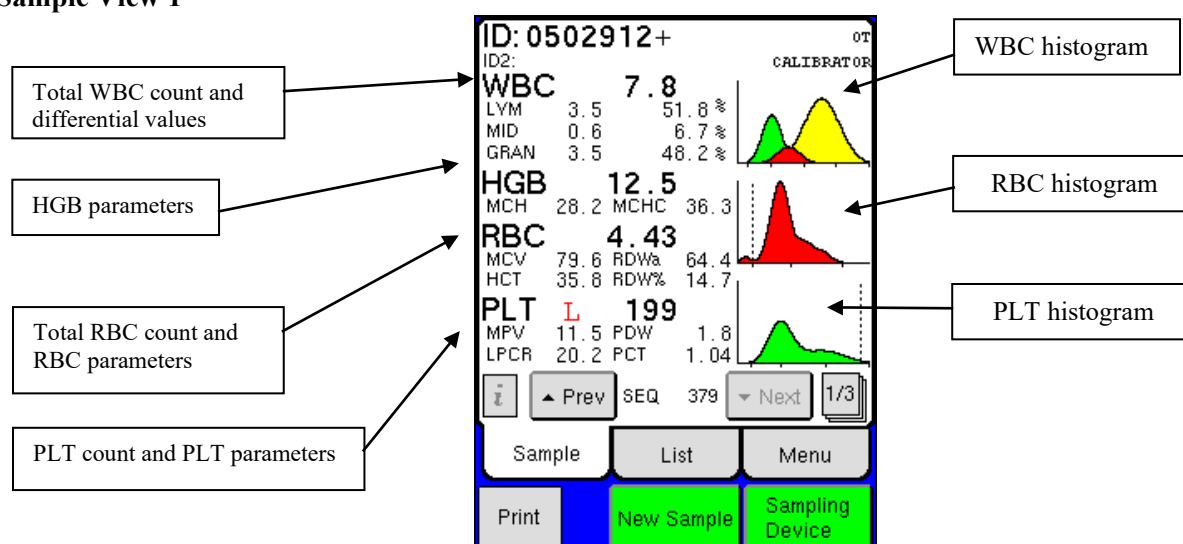 Sample View 1
Total WBC count and
differential values
HGB parameters
Total RBC count and
RBC parameters
PLT count and PLT parameters
ID: 0502912+ OT
ID2: CALIBRATOR
WBC 7.8
LYM 3.5 51.8 %
MID 0.6 6.7 %
GRAN 3.5 48.2 %
HGB 12.5
MCH 28.2 MCHC 36.3
RBC 4.43
MCV 79.6 RDWa 64.4
HCT 35.8 RDW% 14.7
PLT L 199
MPV 11.5 PDW 1.8
LPCR 20.2 PCT 1.04
i ▲ Prev SEQ 379 ▼ Next 1/3
Sample List Menu
Print New Sample Sampling
Device
WBC histogram
RBC histogram
PLT histogram